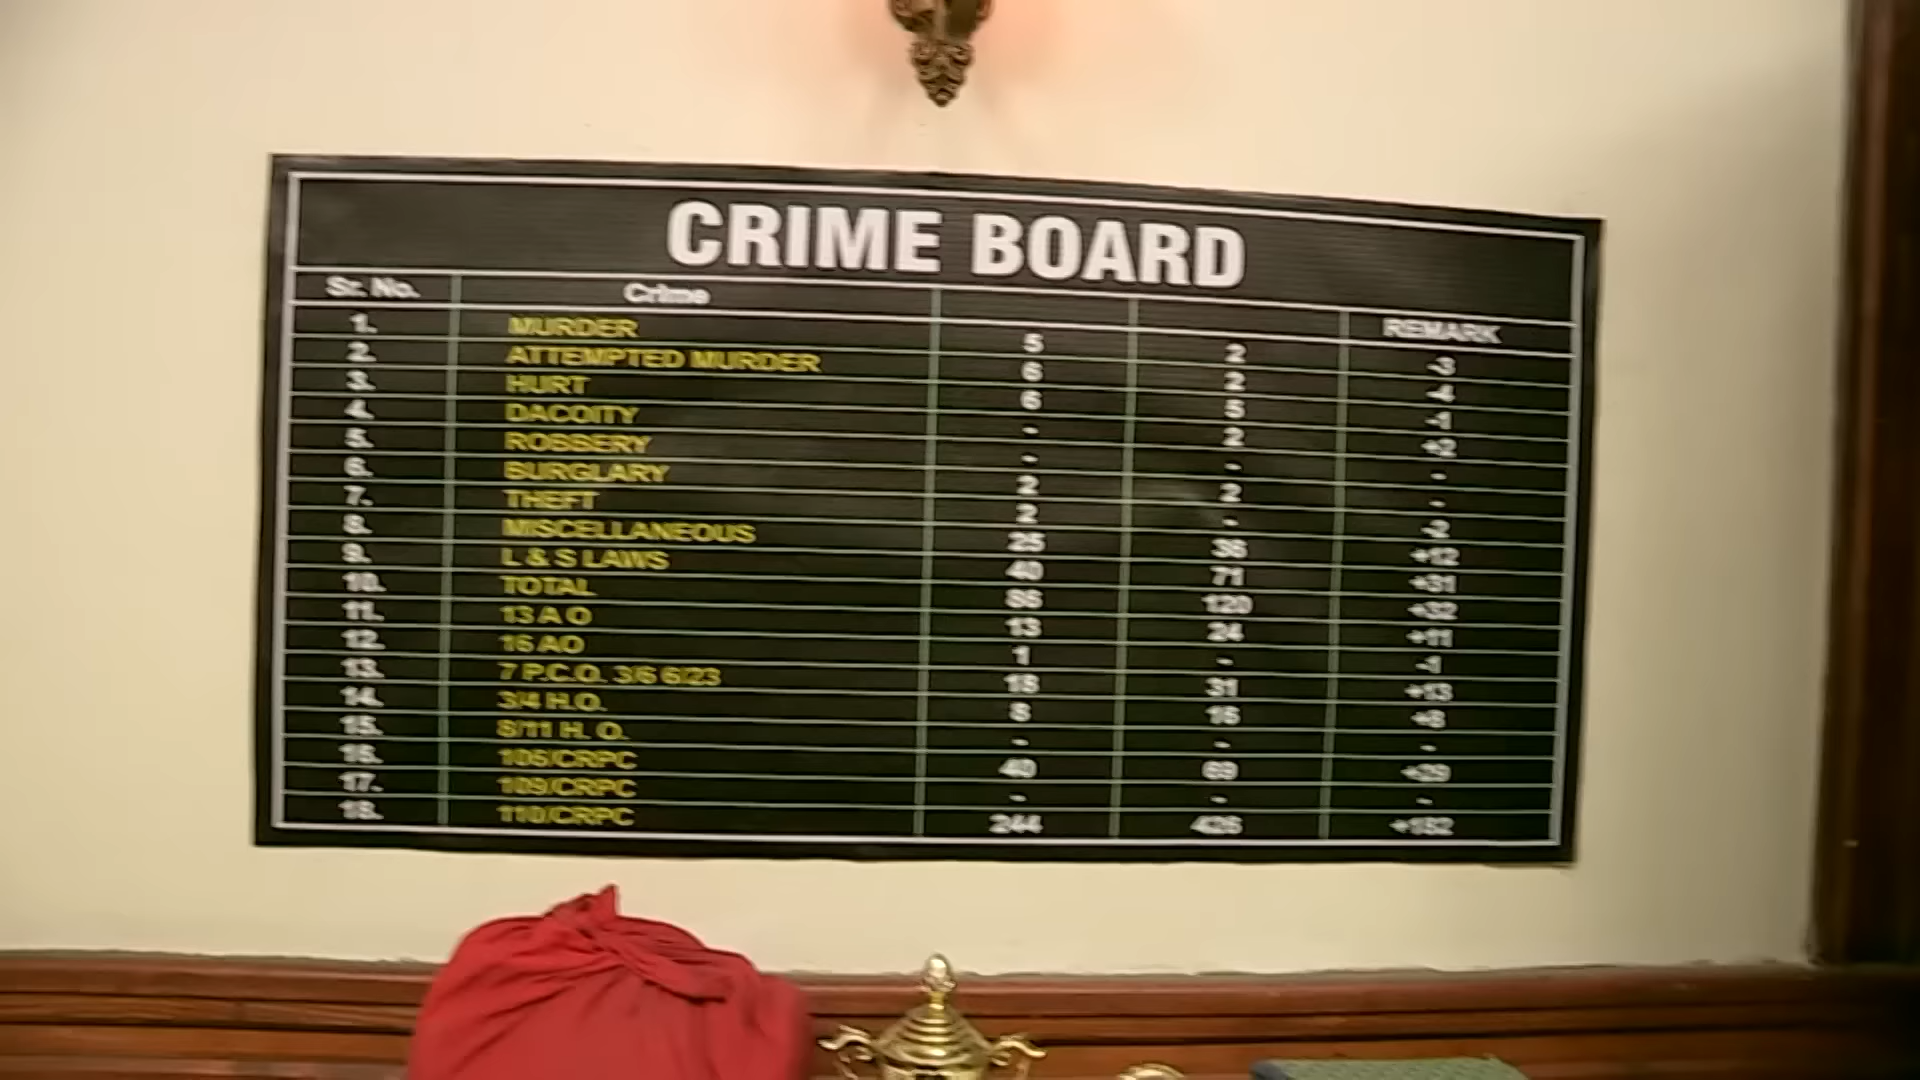 CRIME BOARD
Sr. No. Crime REMARK
1. MURDER 5 2 -3
2. ATTEMPTED MURDER 6 2 -4
3. HURT 6 5 -1
4. DACOITY - 2 +2
5. ROBBERY - - -
6. BURGLARY 2 2 -
7. THEFT 2 - -2
8. MISCELLANEOUS 25 36 +12
9. L & S LAWS 40 71 +31
10. TOTAL 86 120 +32
11. 13 A O 13 24 +11
12. 16 AO 1 - -1
13. 7 P.C.O. 3/6 6/23 18 31 +13
14. 3/4 H.O. 8 16 +8
15. 8/11 H. O. - - -
16. 105/CRPC 40 69 +29
17. 109/CRPC - - -
18. 110/CRPC 244 426 +182